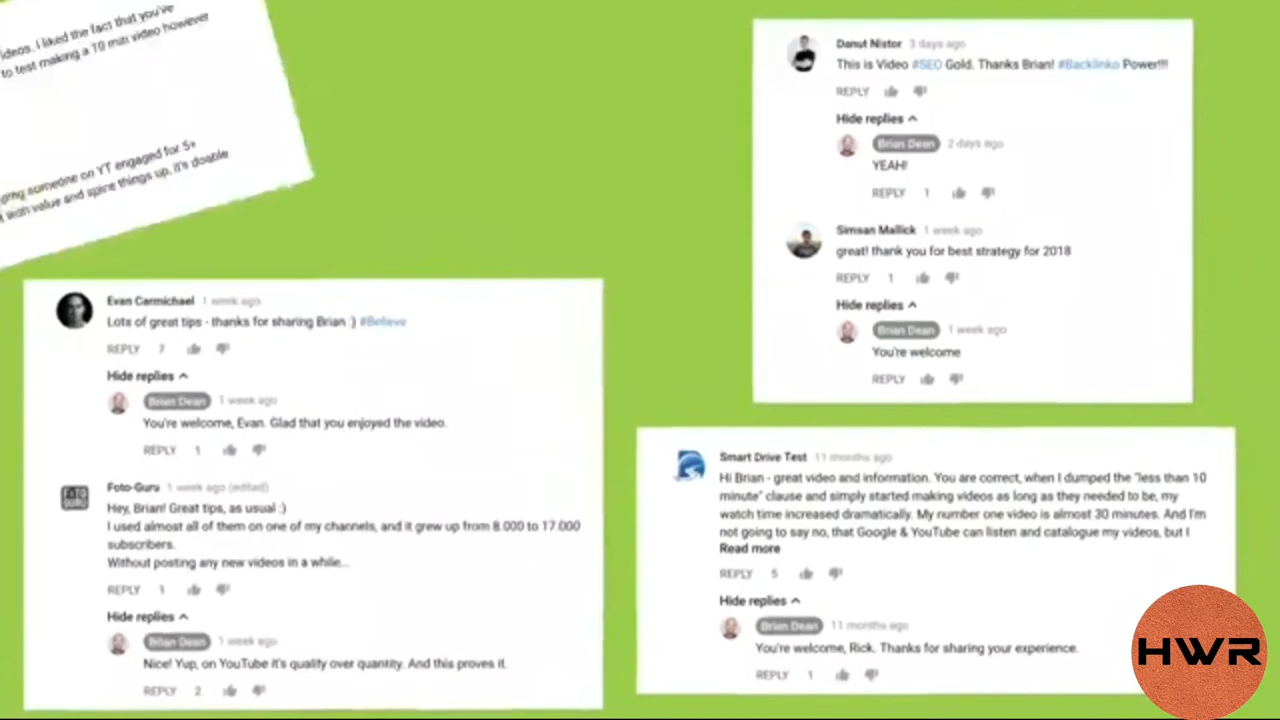 ideos. I liked the fact that you've
to test making a 10 min video however
someone on YT engaged for 5+
with value and spice things up, it's doable
Evan Carmichael 1 week ago
Lots of great tips - thanks for sharing Brian :) #Believe
REPLY 7
Hide replies
Brian Dean 1 week ago
You're welcome, Evan. Glad that you enjoyed the video.
REPLY 1
Foto-Guru 1 week ago (edited)
Hey, Brian! Great tips, as usual :)
I used almost all of them on one of my channels, and it grew up from 8.000 to 17.000
subscribers.
Without posting any new videos in a while...
REPLY 1
Hide replies
Brian Dean 1 week ago
Nice! Yup, on YouTube it's quality over quantity. And this proves it.
REPLY 2
Danut Nistor 3 days ago
This is Video #SEO Gold. Thanks Brian! #Backlinko Power!!!
REPLY
Hide replies
Brian Dean 2 days ago
YEAH!
REPLY 1
Simsan Mallick 1 week ago
great! thank you for best strategy for 2018
REPLY 1
Hide replies
Brian Dean 1 week ago
You're welcome
REPLY
Smart Drive Test 11 months ago
Hi Brian - great video and information. You are correct, when I dumped the "less than 10
minute" clause and simply started making videos as long as they needed to be, my
watch time increased dramatically. My number one video is almost 30 minutes. And I'm
not going to say no, that Google & YouTube can listen and catalogue my videos, but I
Read more
REPLY 5
Hide replies
Brian Dean 11 months ago
You're welcome, Rick. Thanks for sharing your experience.
REPLY 1
HWR